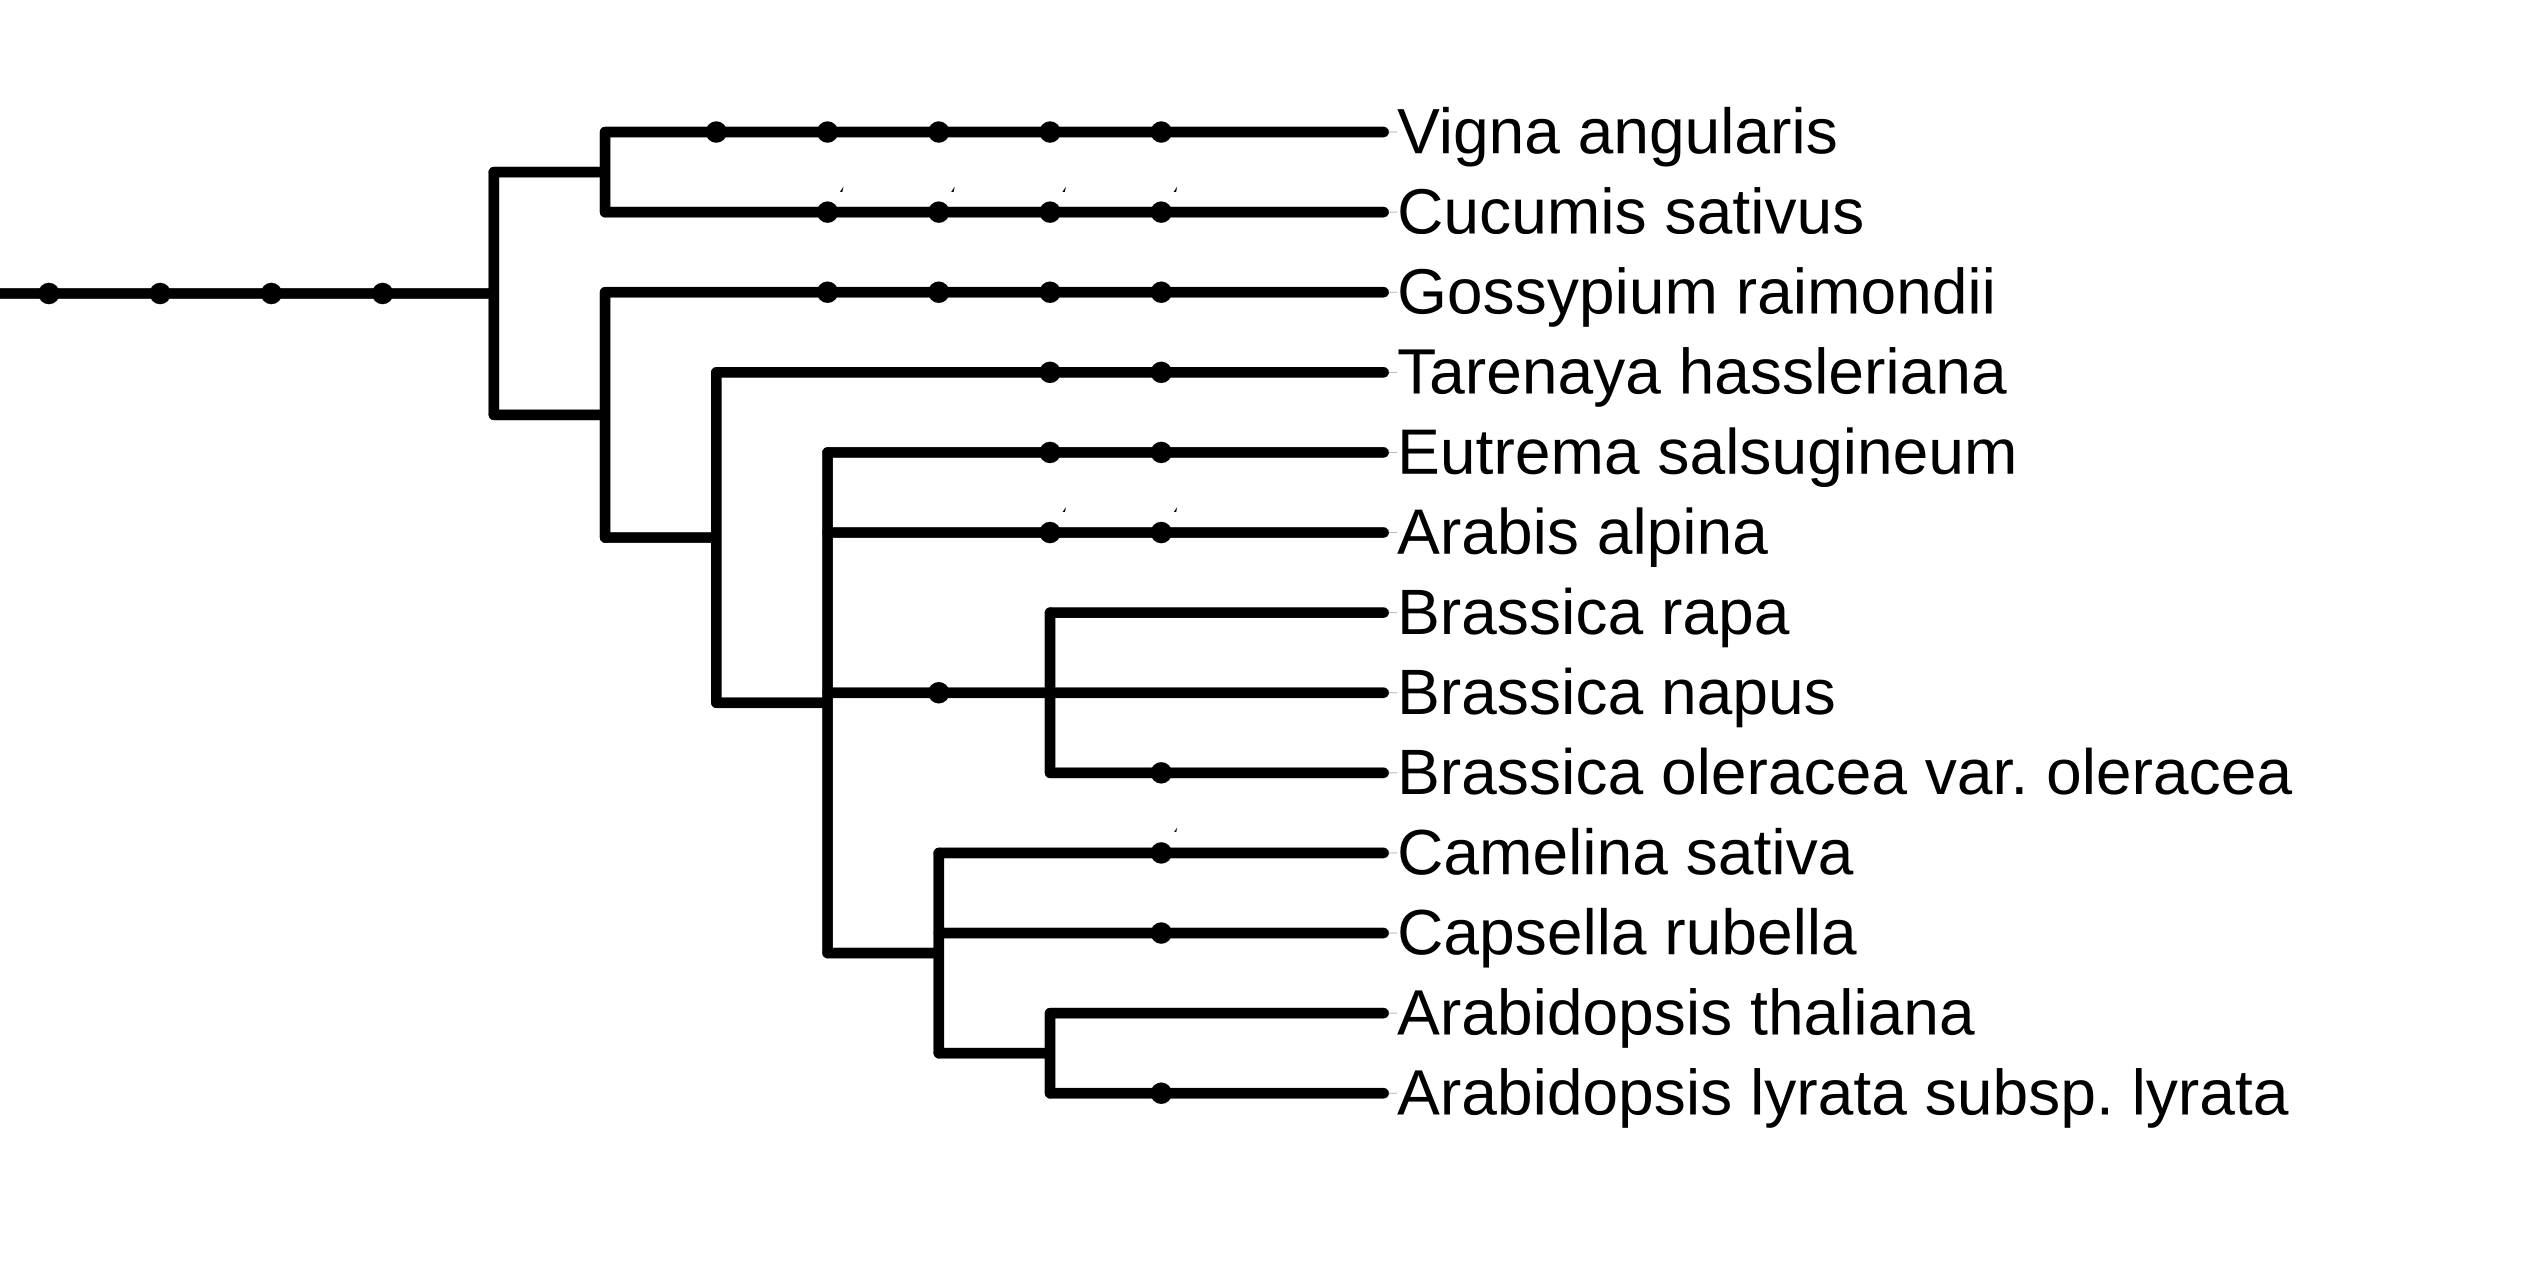 Vigna angularis
Cucumis sativus
Gossypium raimondii
Tarenaya hassleriana
Eutrema salsugineum
Arabis alpina
Brassica rapa
Brassica napus
Brassica oleracea var. oleracea
Camelina sativa
Capsella rubella
Arabidopsis thaliana
Arabidopsis lyrata subsp. lyrata